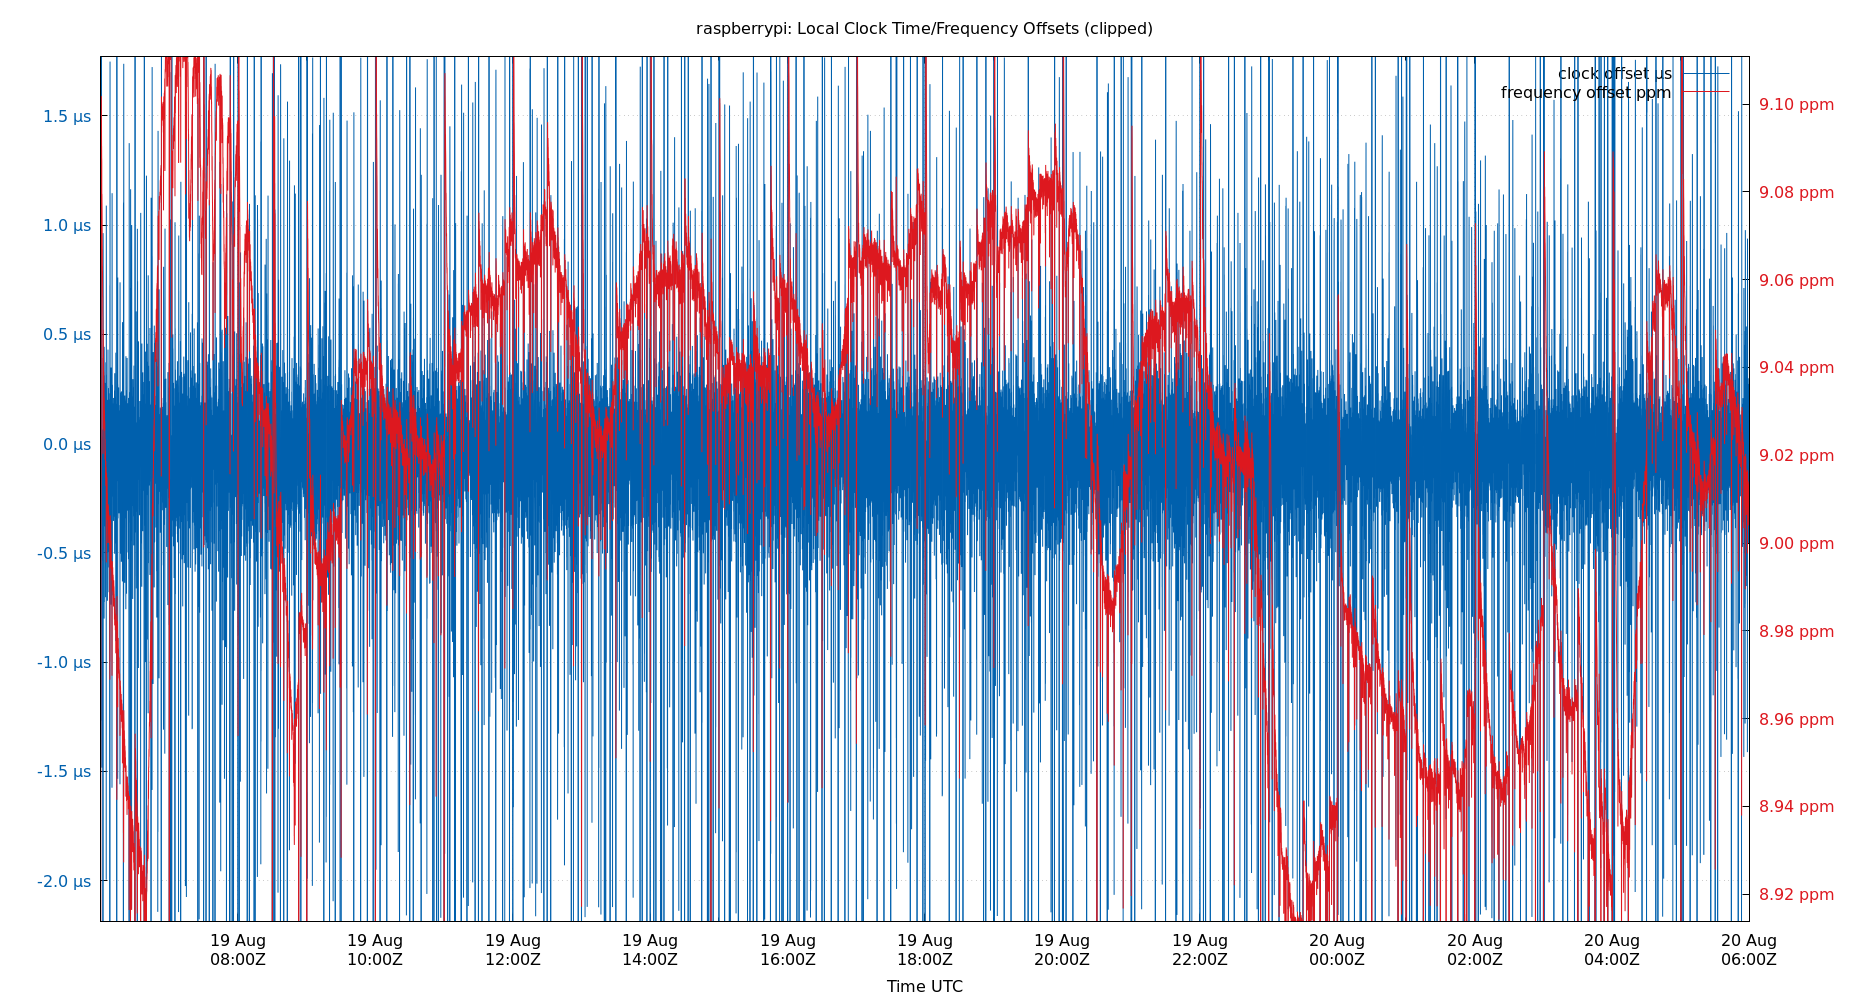 raspberrypi: Local Clock Time/Frequency Offsets (clipped)
clock offset µs
frequency offset ppm
1.5 µs
1.0 µs
0.5 µs
0.0 µs
-0.5 µs
-1.0 µs
-1.5 µs
-2.0 µs
9.10 ppm
9.08 ppm
9.06 ppm
9.04 ppm
9.02 ppm
9.00 ppm
8.98 ppm
8.96 ppm
8.94 ppm
8.92 ppm
19 Aug 19 Aug 19 Aug 19 Aug 19 Aug 19 Aug 19 Aug 19 Aug 20 Aug 20 Aug 20 Aug 20 Aug
08:00Z 10:00Z 12:00Z 14:00Z 16:00Z 18:00Z 20:00Z 22:00Z 00:00Z 02:00Z 04:00Z 06:00Z
Time UTC